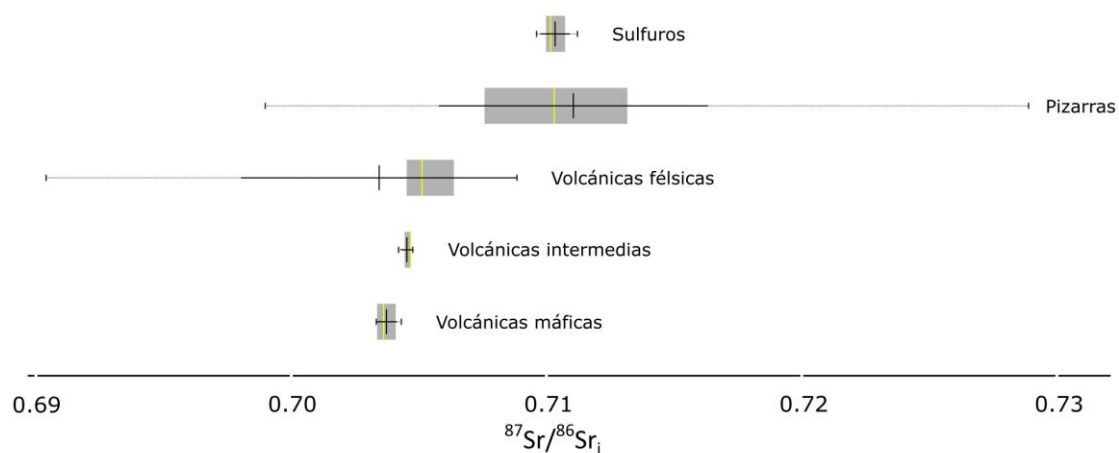 Sulfuros
Pizarras
Volcánicas félsicas
Volcánicas intermedias
Volcánicas máficas
0.69 0.70 0.71 0.72 0.73
⁸⁷Sr/⁸⁶Srᵢ